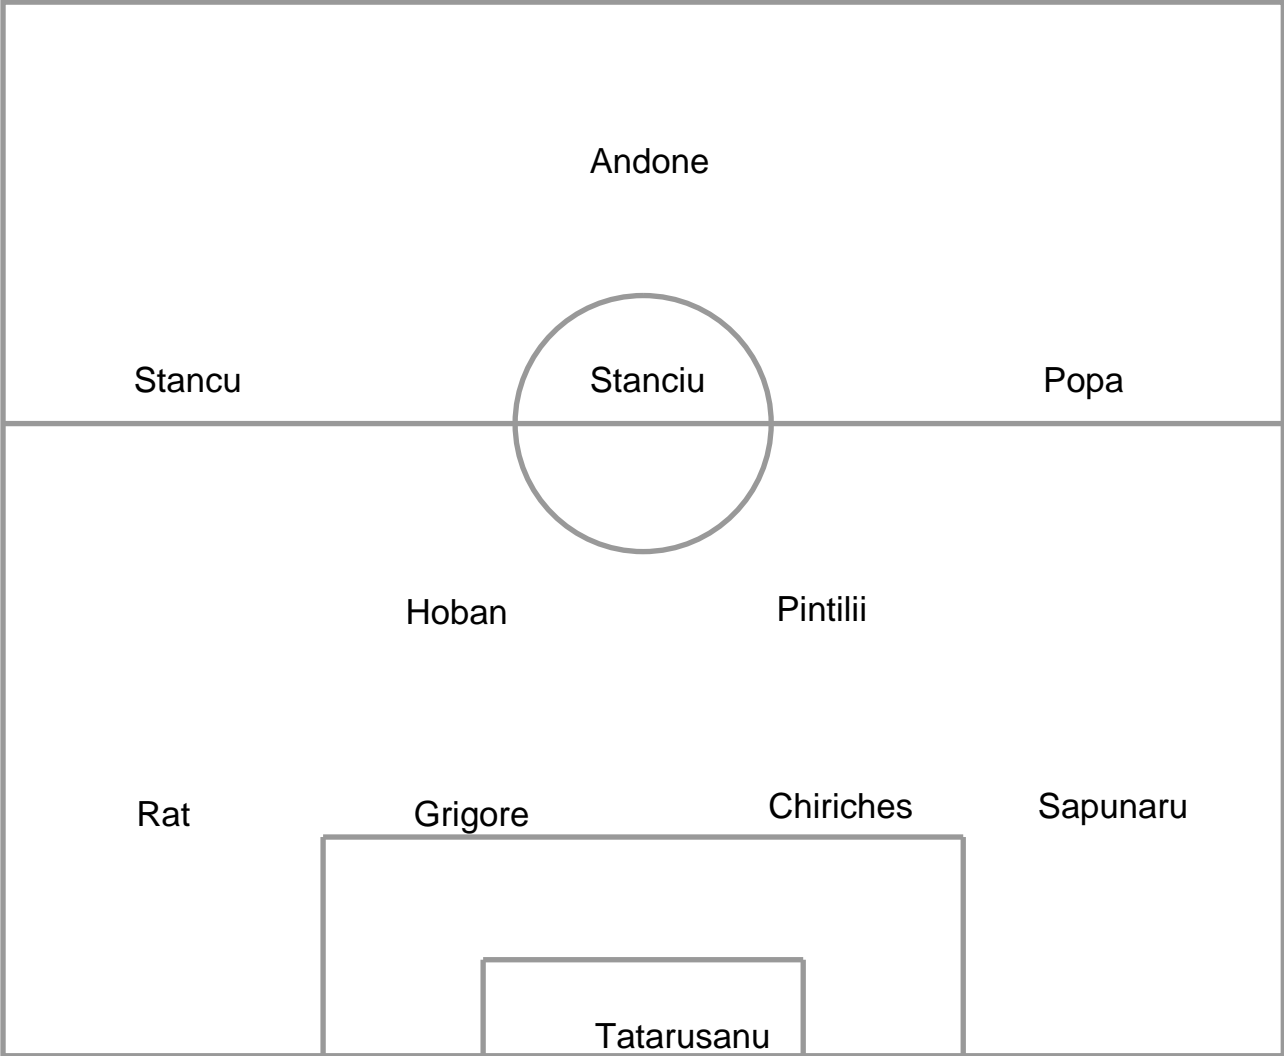 Andone
Stancu Stanciu Popa
Hoban Pintilii
Rat Grigore Chiriches Sapunaru
Tatarusanu